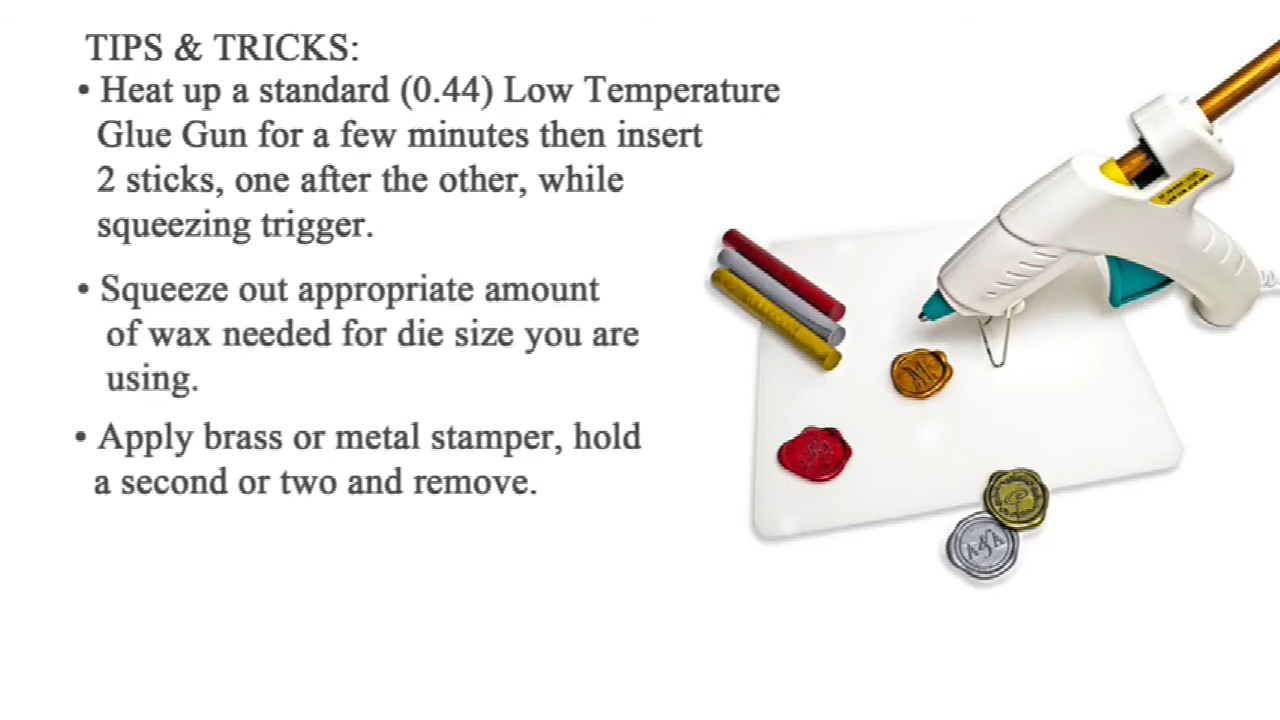 TIPS & TRICKS:
• Heat up a standard (0.44) Low Temperature
Glue Gun for a few minutes then insert
2 sticks, one after the other, while
squeezing trigger.
• Squeeze out appropriate amount
of wax needed for die size you are
using.
• Apply brass or metal stamper, hold
a second or two and remove.